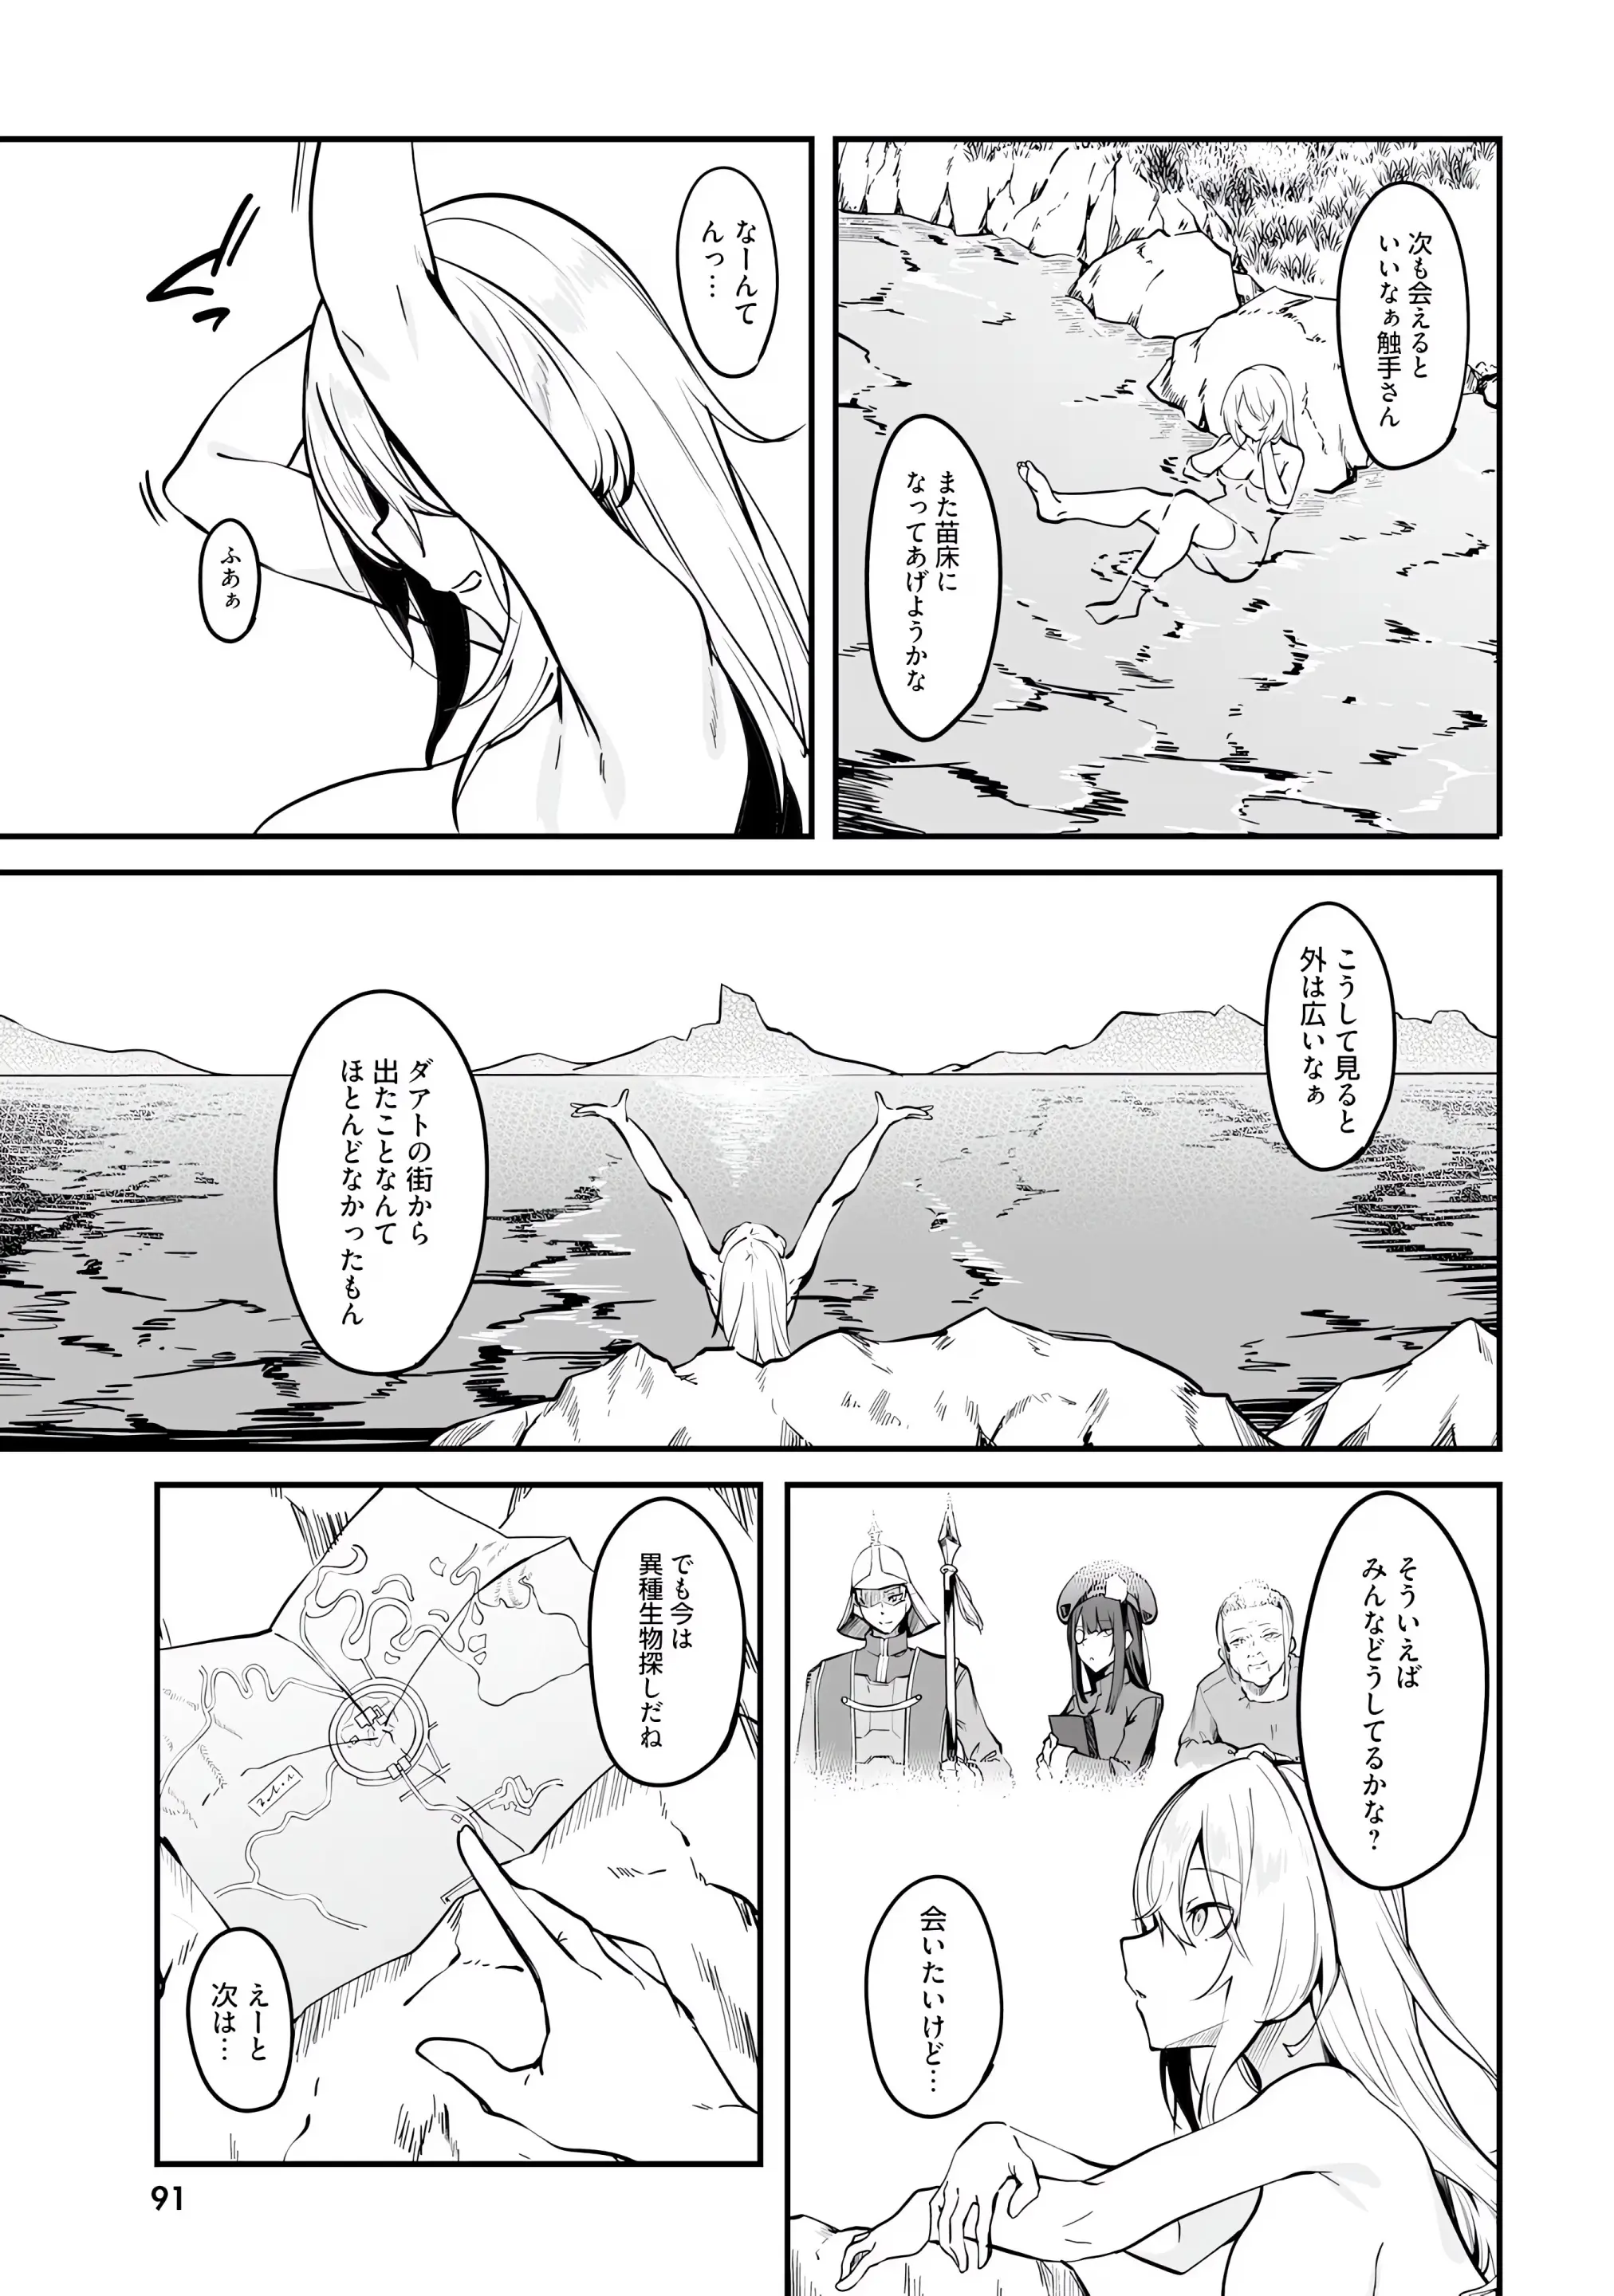 次も会えると
いいなぁ触手さん
また苗床に
なってあげようかな
なーんて
んっ…
ふあぁ
こうして見ると
外は広いなぁ
ダアトの街から
出たことなんて
ほとんどなかったもん
そういえば
みんなどうしてるかな?
会いたいけど…
でも今は
異種生物探しだね
えーと
次は…
91